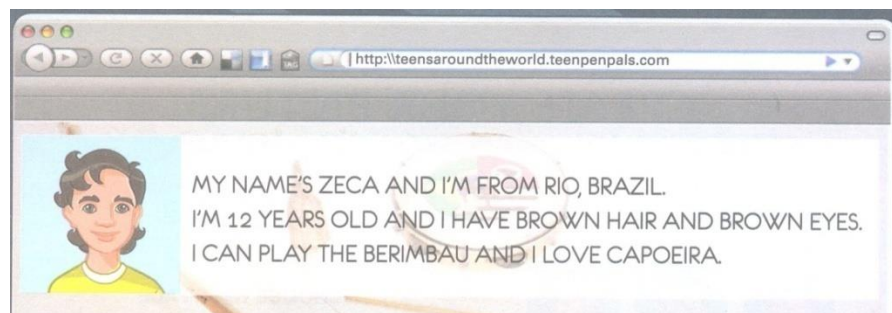 http:\\teensaroundtheworld.teenpenpals.com
MY NAME'S ZECA AND I'M FROM RIO, BRAZIL.
I'M 12 YEARS OLD AND I HAVE BROWN HAIR AND BROWN EYES.
I CAN PLAY THE BERIMBAU AND I LOVE CAPOEIRA.